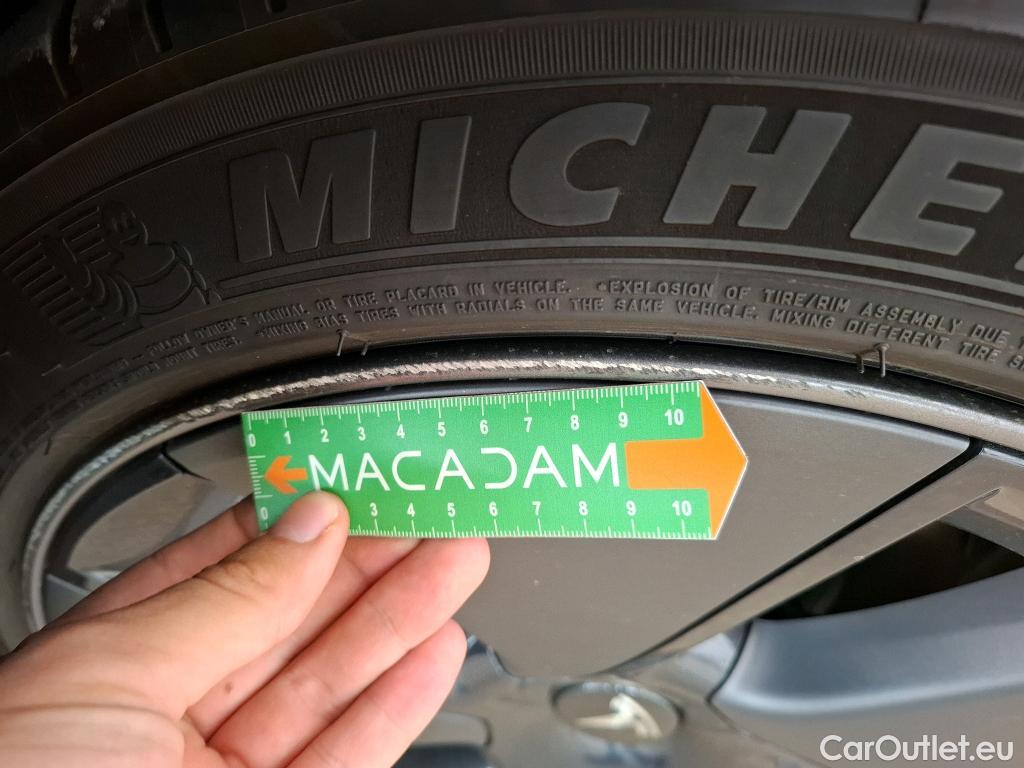 MICHE
FOLLOW OWNER'S MANUAL OR TIRE PLACARD IN VEHICLE. •EXPLOSION OF TIRE/RIM ASSEMBLY DUE
•MIXING BIAS TIRES WITH RADIALS ON THE SAME VEHICLE. MIXING DIFFERENT TIRE
0 1 2 3 4 5 6 7 8 9 10
MACADAM
0 3 4 5 6 7 8 9 10
CarOutlet.eu